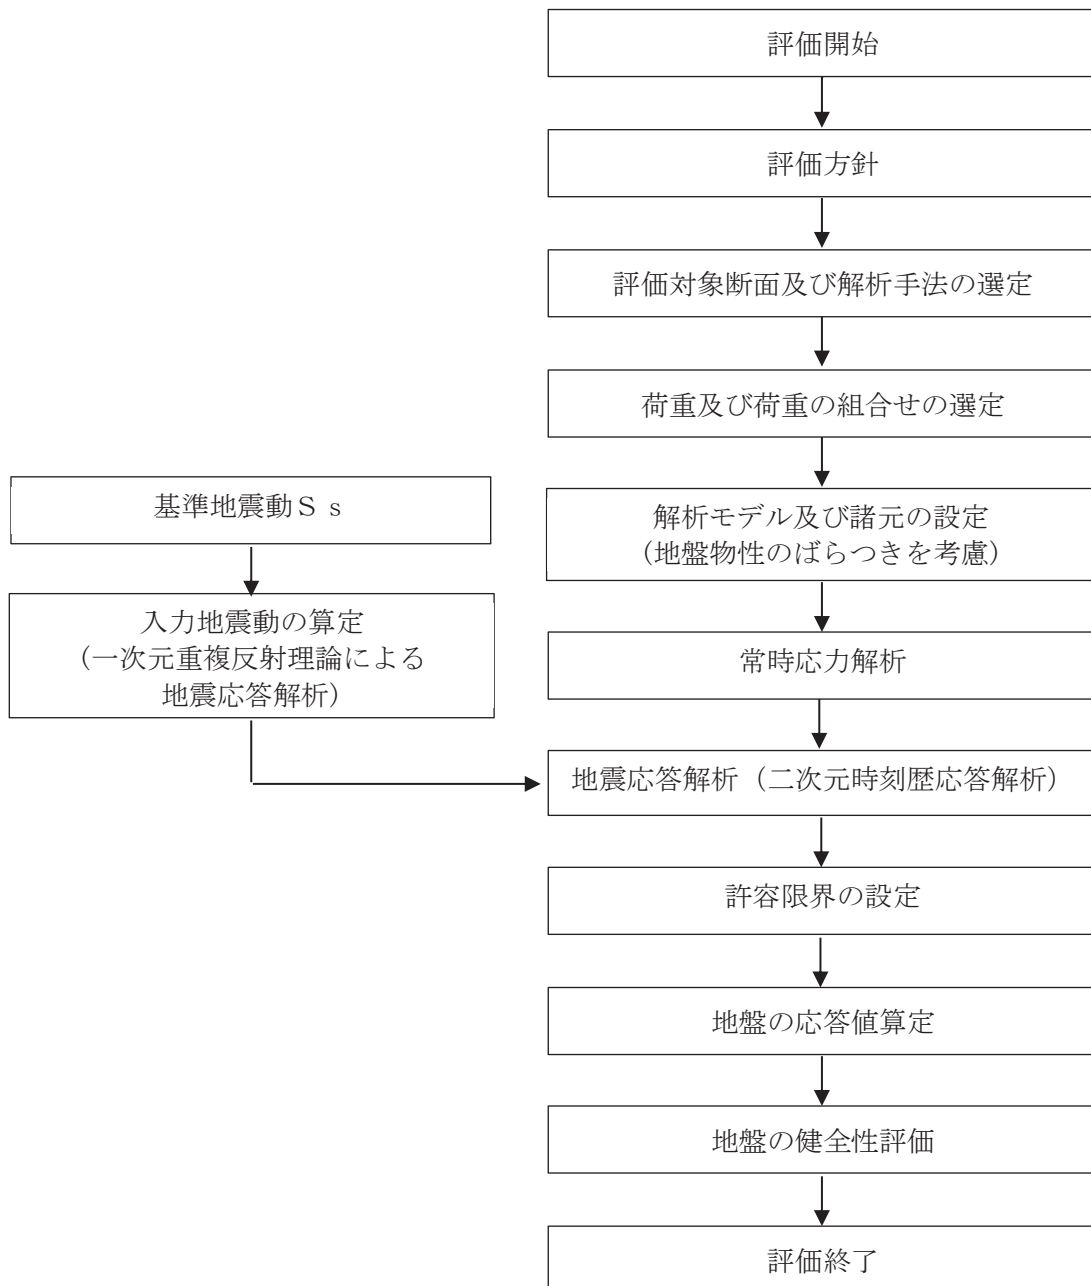 評価開始
評価方針
評価対象断面及び解析手法の選定
荷重及び荷重の組合せの選定
解析モデル及び諸元の設定
（地盤物性のばらつきを考慮）
常時応力解析
基準地震動Ｓｓ
入力地震動の算定
（一次元重複反射理論による
地震応答解析）
地震応答解析（二次元時刻歴応答解析）
許容限界の設定
地盤の応答値算定
地盤の健全性評価
評価終了